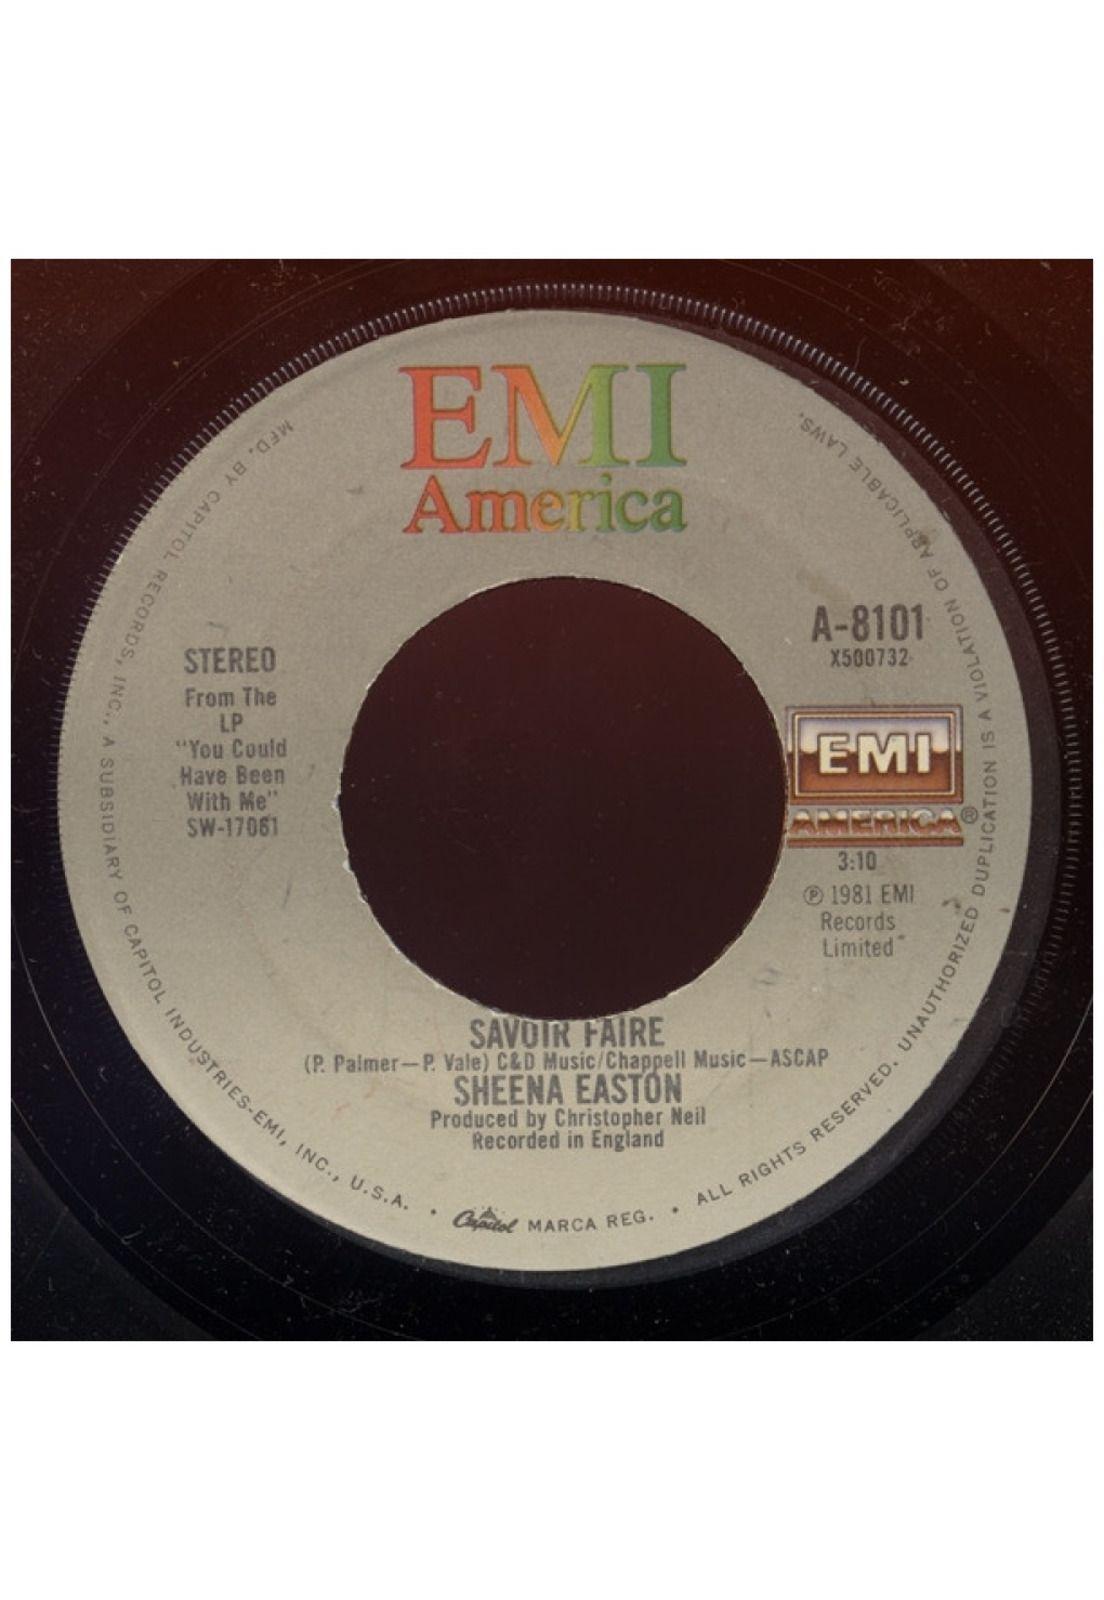 EMI
America
MFD. BY CAPITOL RECORDS, INC., A SUBSIDIARY OF CAPITOL INDUSTRIES-EMI, INC., U.S.A. • Capitol MARCA REG. • ALL RIGHTS RESERVED. UNAUTHORIZED DUPLICATION IS A VIOLATION OF APPLICABLE LAWS.
STEREO
From The
LP
"You Could
Have Been
With Me"
SW-17061
A-8101
X500732
EMI
AMERICA®
3:10
℗ 1981 EMI
Records
Limited
SAVOIR FAIRE
(P. Palmer—P. Vale) C&D Music/Chappell Music—ASCAP
SHEENA EASTON
Produced by Christopher Neil
Recorded in England